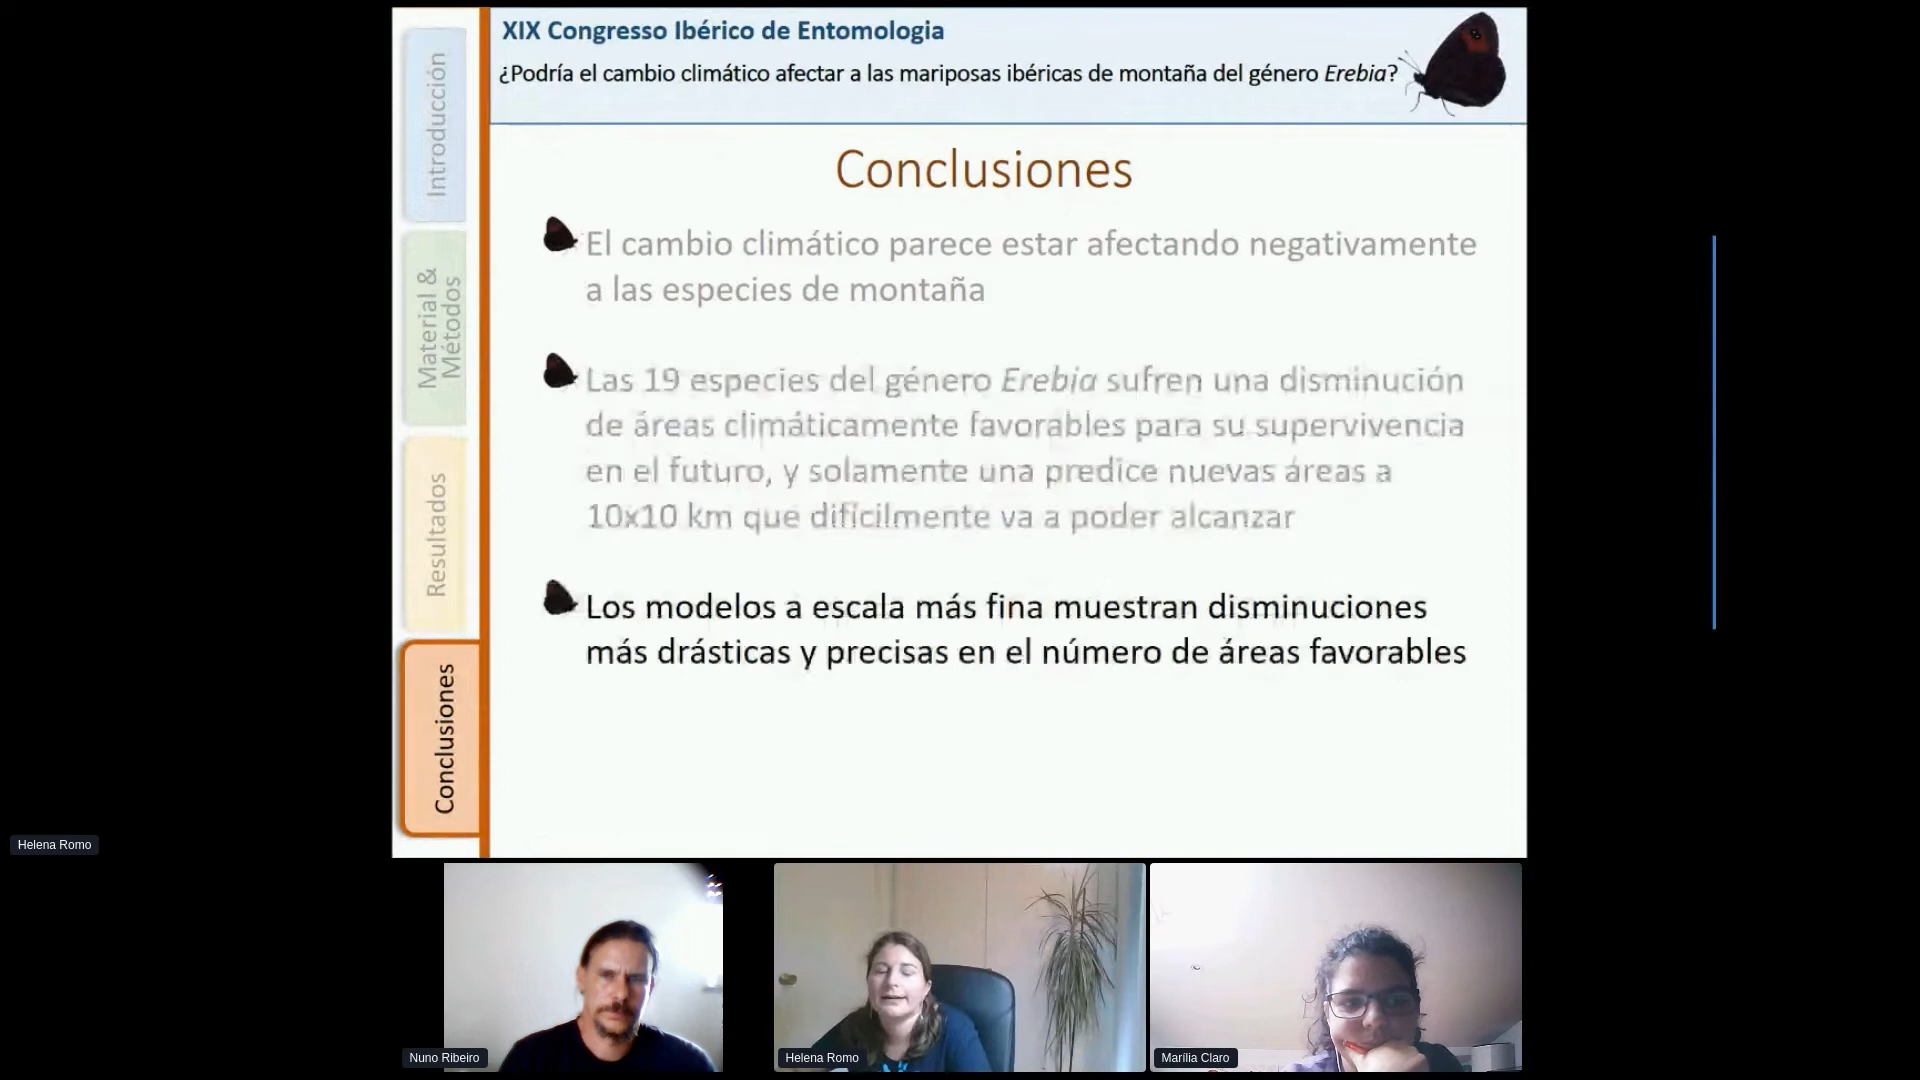 XIX Congresso Ibérico de Entomologia
¿Podría el cambio climático afectar a las mariposas ibéricas de montaña del género Erebia?
Introducción
Material &
Métodos
Resultados
Conclusiones
Conclusiones
El cambio climático parece estar afectando negativamente
a las especies de montaña
Las 19 especies del género Erebia sufren una disminución
de áreas climáticamente favorables para su supervivencia
en el futuro, y solamente una predice nuevas áreas a
10x10 km que difícilmente va a poder alcanzar
Los modelos a escala más fina muestran disminuciones
más drásticas y precisas en el número de áreas favorables
Helena Romo
Nuno Ribeiro
Helena Romo
Marília Claro